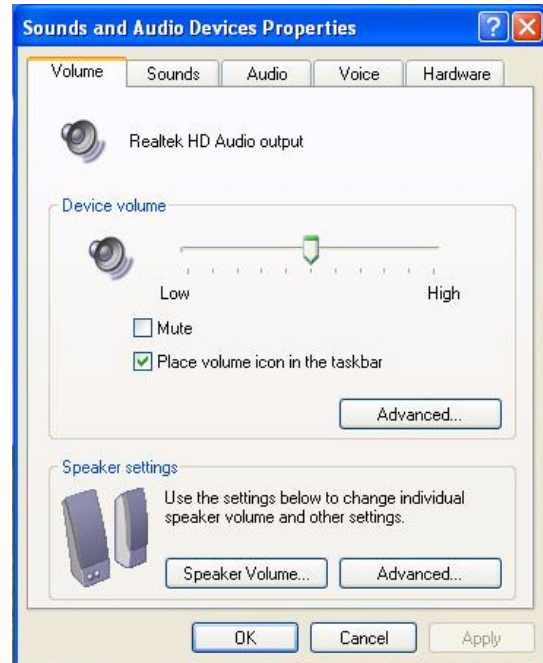 Sounds and Audio Devices Properties
Volume Sounds Audio Voice Hardware
Realtek HD Audio output
Device volume
Low High
Mute
Place volume icon in the taskbar
Advanced...
Speaker settings
Use the settings below to change individual
speaker volume and other settings.
Speaker Volume... Advanced...
OK Cancel Apply